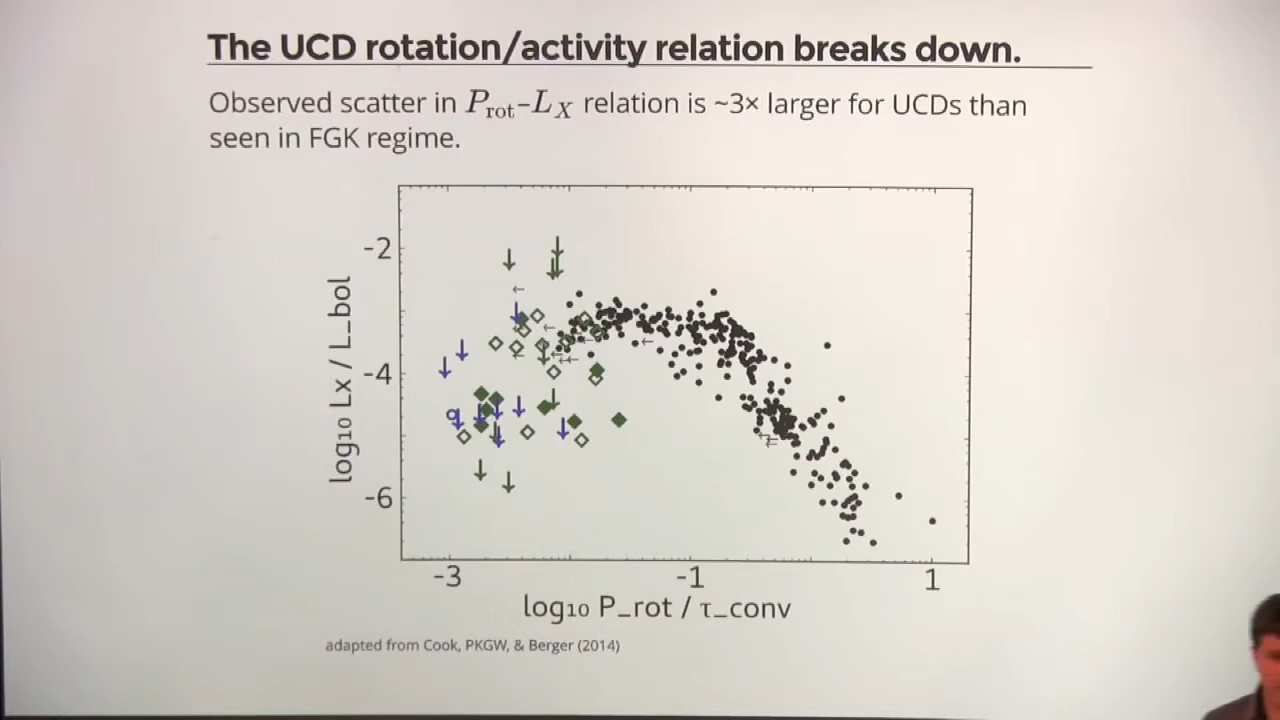 The UCD rotation/activity relation breaks down.
Observed scatter in P_rot–L_X relation is ~3× larger for UCDs than
seen in FGK regime.
-2
-4
-6
log₁₀ Lx / L_bol
-3 -1 1
log₁₀ P_rot / τ_conv
adapted from Cook, PKGW, & Berger (2014)